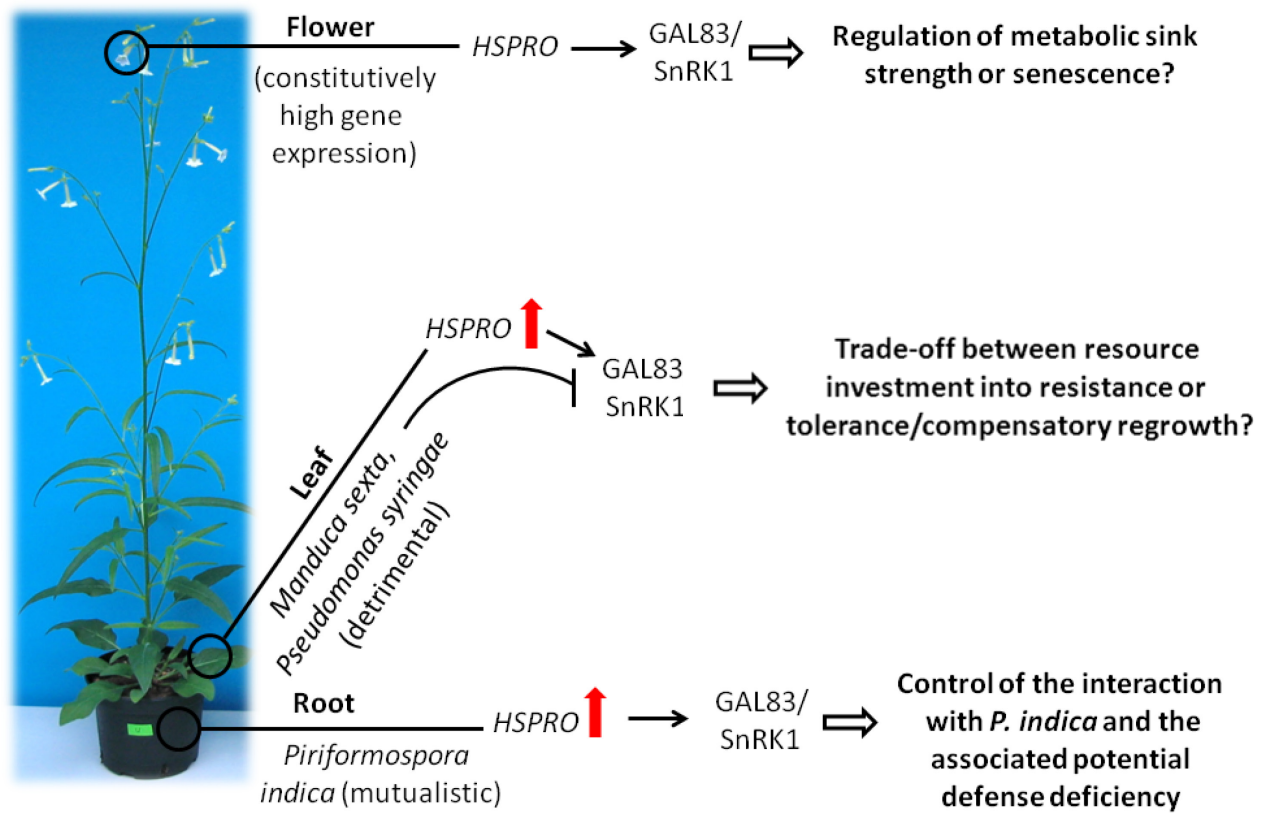 Flower
(constitutively
high gene
expression)
HSPRO
GAL83/
SnRK1
Regulation of metabolic sink
strength or senescence?
Leaf
Manduca sexta,
Pseudomonas syringae
(detrimental)
HSPRO
GAL83
SnRK1
Trade-off between resource
investment into resistance or
tolerance/compensatory regrowth?
Root
Piriformospora
indica (mutualistic)
HSPRO
GAL83/
SnRK1
Control of the interaction
with P. indica and the
associated potential
defense deficiency